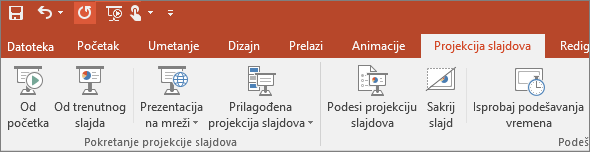 Datoteka Početak Umetanje Dizajn Prelazi Animacije Projekcija slajdova Redig
Od početka
Od trenutnog slajda
Prezentacija na mreži
Prilagođena projekcija slajdova
Podesi projekciju slajdova
Sakrij slajd
Isprobaj podešavanja vremena
Pokretanje projekcije slajdova
Podeš